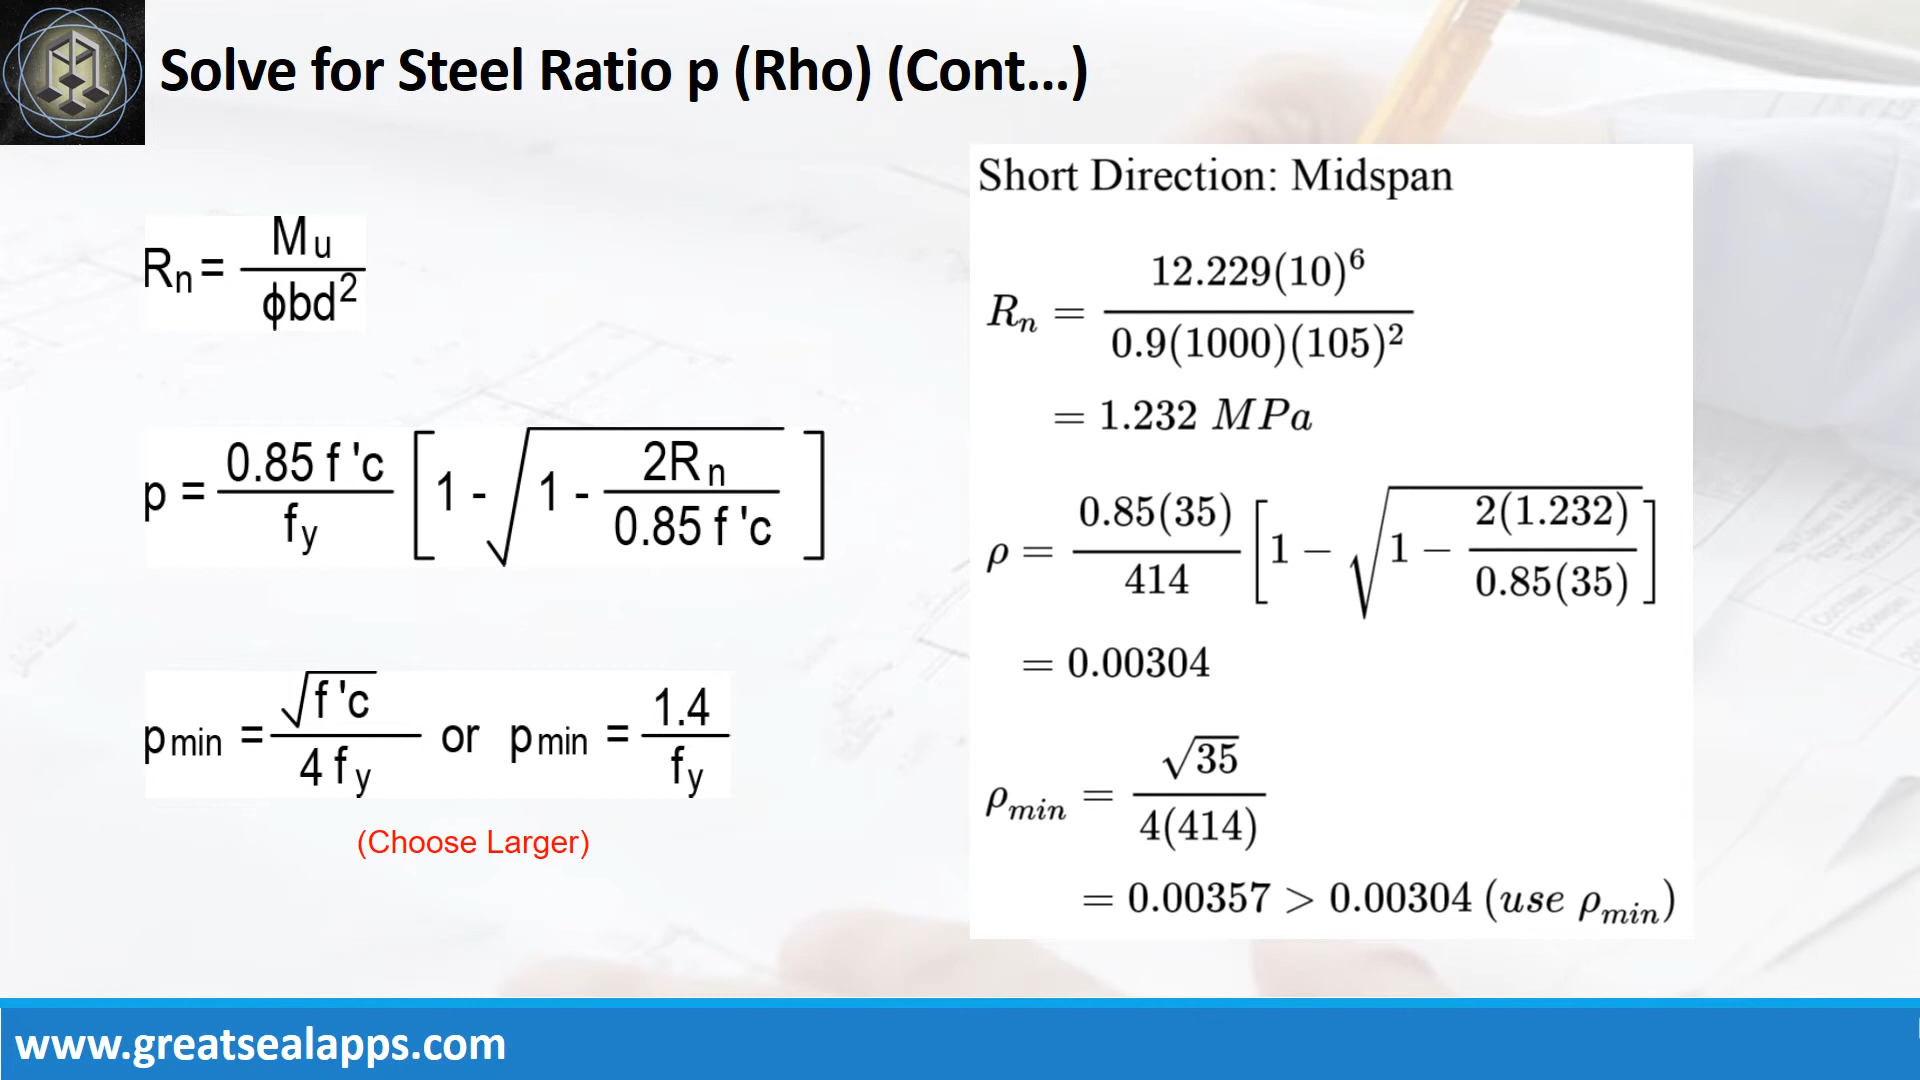 Solve for Steel Ratio p (Rho) (Cont...)
Rn = Mu / ϕbd²
p = 0.85 f 'c / fy [1 - √(1 - 2Rn / 0.85 f 'c)]
pmin = √f 'c / 4 fy or pmin = 1.4 / fy
(Choose Larger)
Short Direction: Midspan
Rn = 12.229(10)⁶ / 0.9(1000)(105)²
= 1.232 MPa
ρ = 0.85(35) / 414 [1 − √(1 − 2(1.232) / 0.85(35))]
= 0.00304
ρmin = √35 / 4(414)
= 0.00357 > 0.00304 (use ρmin)
www.greatsealapps.com